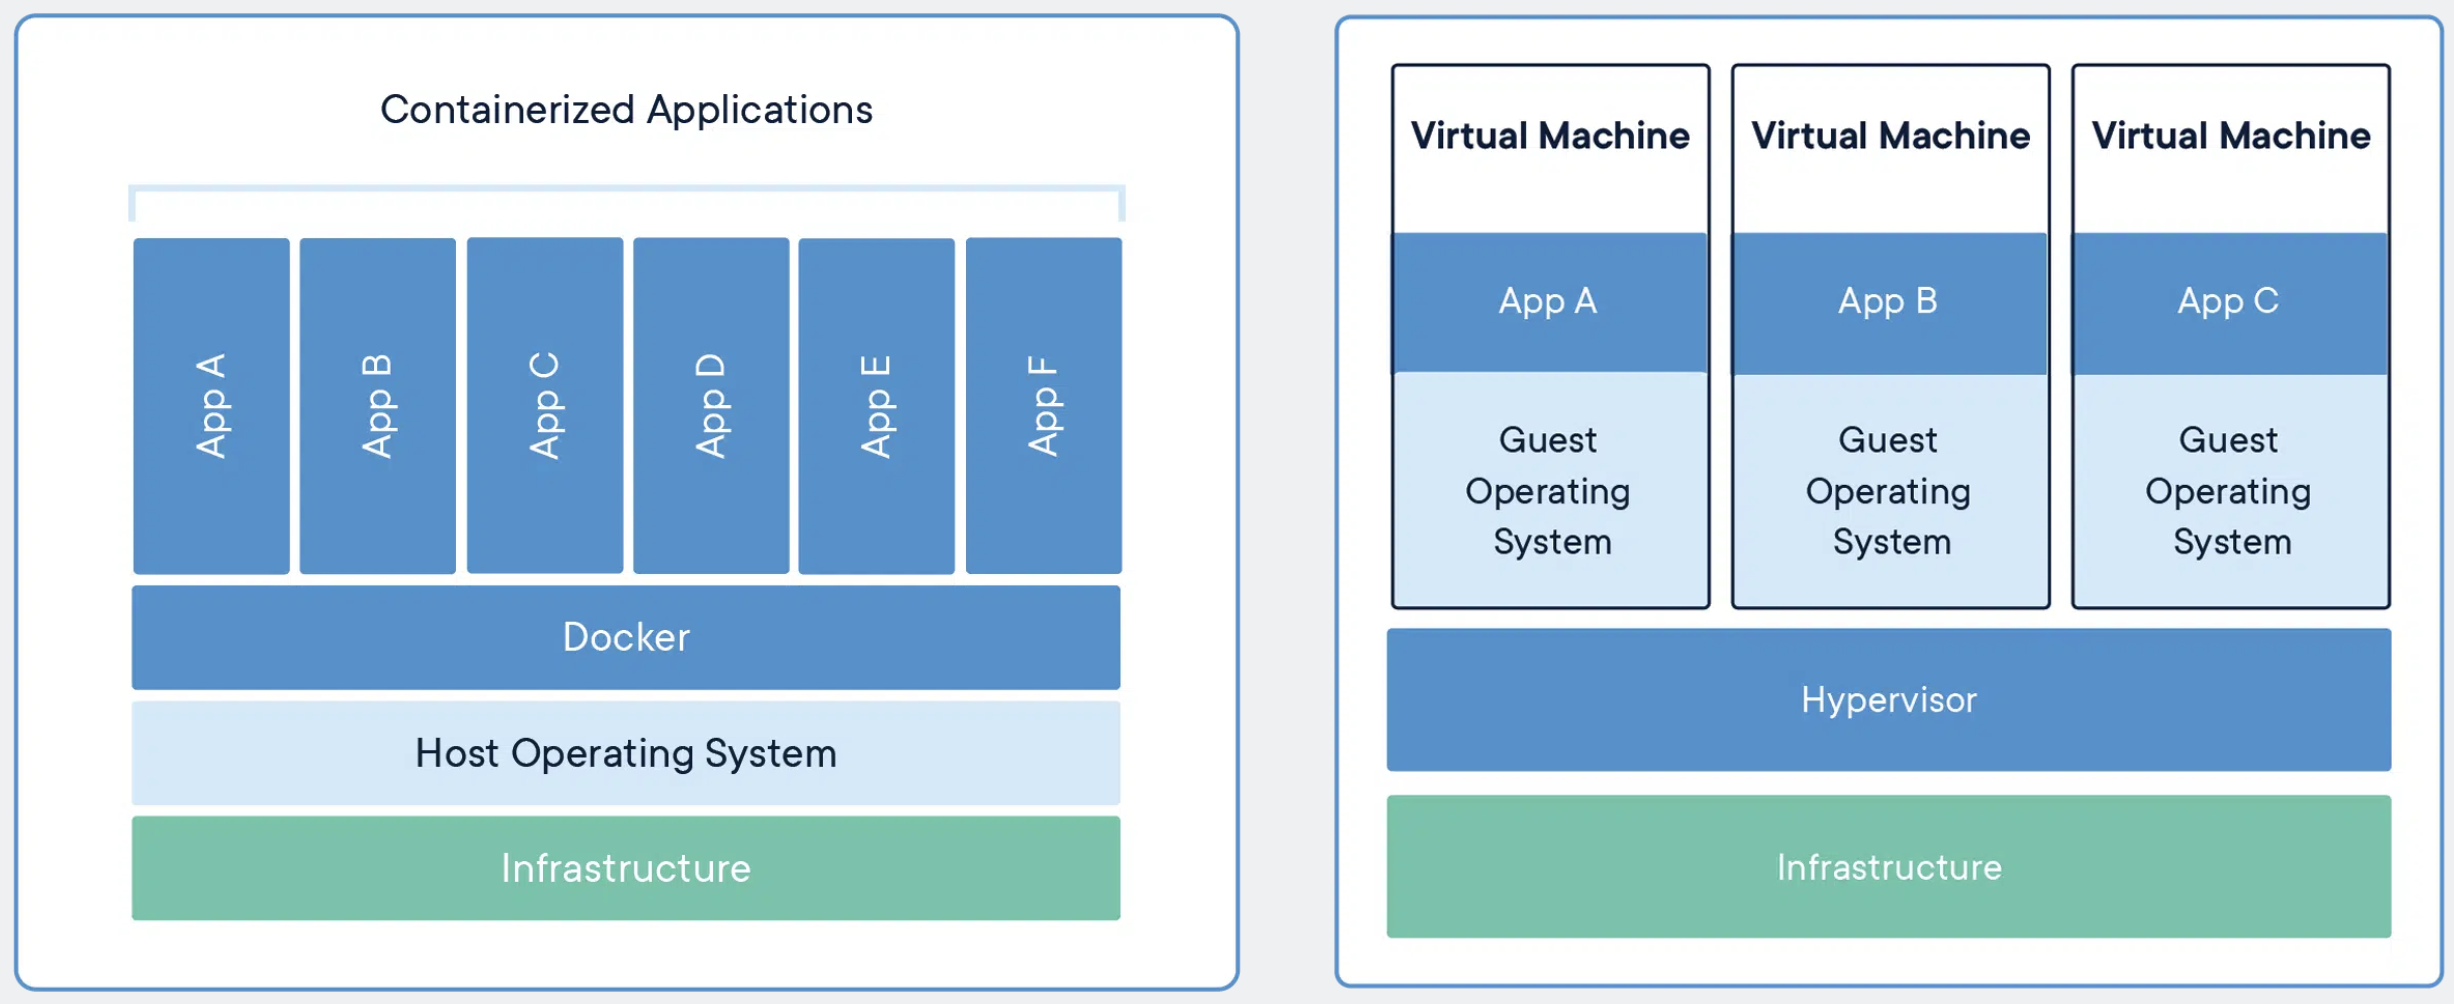 Containerized Applications
App A
App B
App C
App D
App E
App F
Docker
Host Operating System
Infrastructure
Virtual Machine
App A
Guest
Operating
System
Virtual Machine
App B
Guest
Operating
System
Virtual Machine
App C
Guest
Operating
System
Hypervisor
Infrastructure